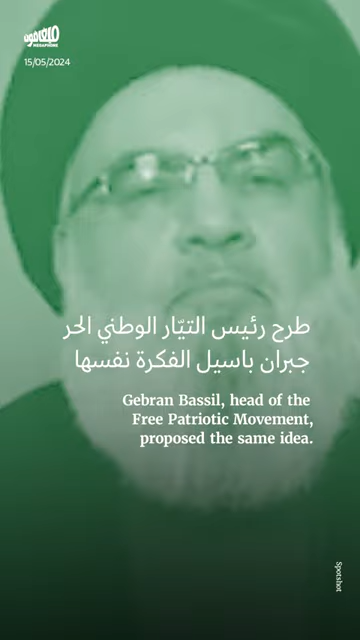 ميغافون
MEGAPHONE
15/05/2024
طرح رئيس التيّار الوطني الحر
جبران باسيل الفكرة نفسها
Gebran Bassil, head of the
Free Patriotic Movement,
proposed the same idea.
Spotshot